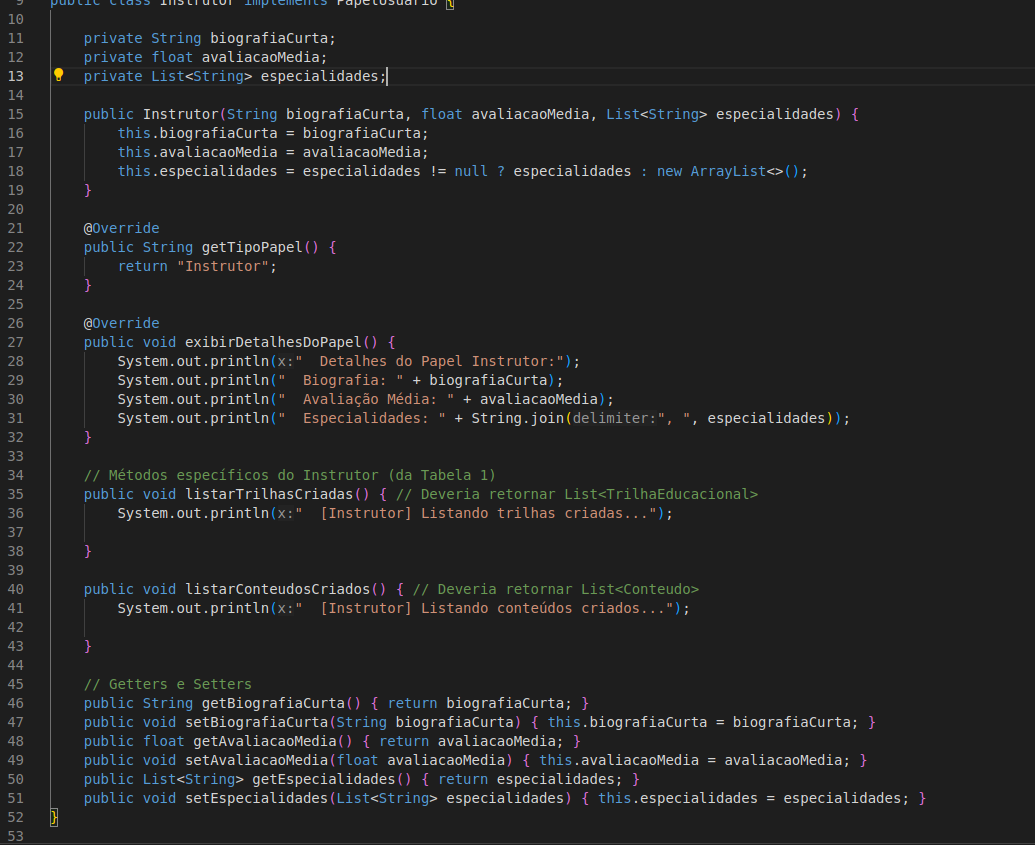 9 public class Instrutor implements PapelUsuario {
10
11     private String biografiaCurta;
12     private float avaliacaoMedia;
13     private List<String> especialidades;
14
15     public Instrutor(String biografiaCurta, float avaliacaoMedia, List<String> especialidades) {
16         this.biografiaCurta = biografiaCurta;
17         this.avaliacaoMedia = avaliacaoMedia;
18         this.especialidades = especialidades != null ? especialidades : new ArrayList<>();
19     }
20
21     @Override
22     public String getTipoPapel() {
23         return "Instrutor";
24     }
25
26     @Override
27     public void exibirDetalhesDoPapel() {
28         System.out.println(x:"  Detalhes do Papel Instrutor:");
29         System.out.println("  Biografia: " + biografiaCurta);
30         System.out.println("  Avaliação Média: " + avaliacaoMedia);
31         System.out.println("  Especialidades: " + String.join(delimiter:", ", especialidades));
32     }
33
34     // Métodos específicos do Instrutor (da Tabela 1)
35     public void listarTrilhasCriadas() { // Deveria retornar List<TrilhaEducacional>
36         System.out.println(x:"  [Instrutor] Listando trilhas criadas...");
37
38     }
39
40     public void listarConteudosCriados() { // Deveria retornar List<Conteudo>
41         System.out.println(x:"  [Instrutor] Listando conteúdos criados...");
42
43     }
44
45     // Getters e Setters
46     public String getBiografiaCurta() { return biografiaCurta; }
47     public void setBiografiaCurta(String biografiaCurta) { this.biografiaCurta = biografiaCurta; }
48     public float getAvaliacaoMedia() { return avaliacaoMedia; }
49     public void setAvaliacaoMedia(float avaliacaoMedia) { this.avaliacaoMedia = avaliacaoMedia; }
50     public List<String> getEspecialidades() { return especialidades; }
51     public void setEspecialidades(List<String> especialidades) { this.especialidades = especialidades; }
52 }
53